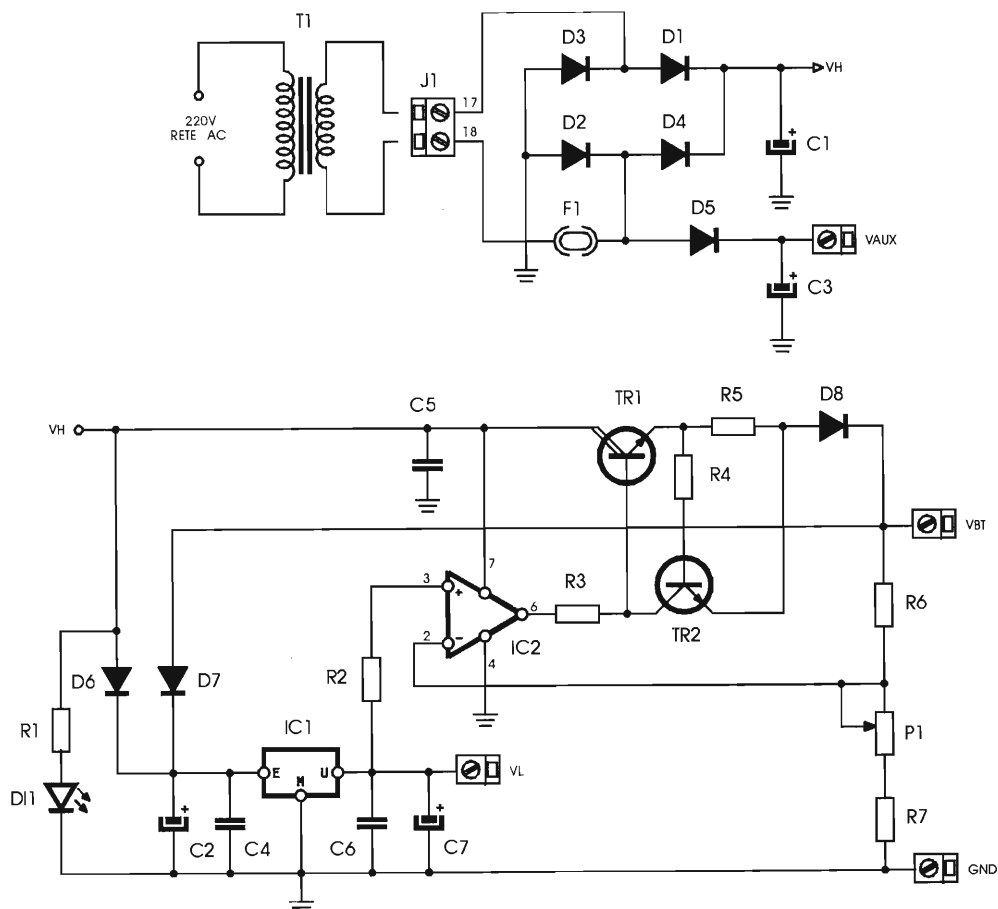 T1
220V
RETE AC
J1
17
18
D3
D1
VH
D2
D4
+
C1
F1
D5
VAUX
+
C3
VH
C5
TR1
R5
D8
R4
VBT
7
3
+
2
−
6
4
IC2
R3
TR2
R6
R2
D6
D7
R1
IC1
E
M
U
VL
P1
DI1
+
C2
C4
C6
+
C7
R7
GND